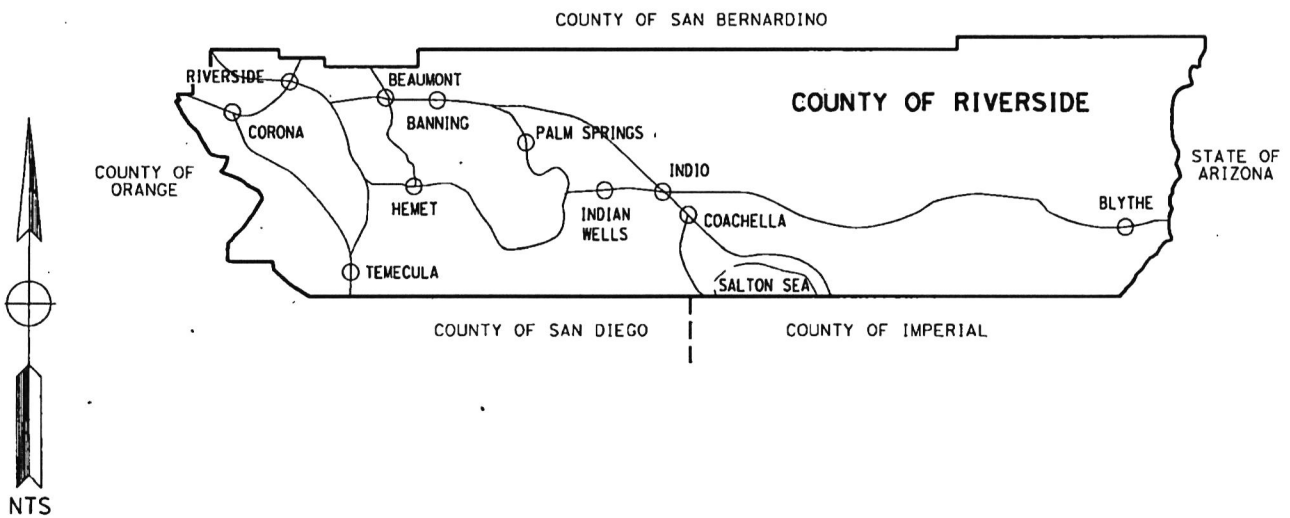 COUNTY OF SAN BERNARDINO
RIVERSIDE
BEAUMONT
COUNTY OF RIVERSIDE
BANNING
CORONA
PALM SPRINGS
STATE OF
ARIZONA
COUNTY OF
ORANGE
INDIO
HEMET
INDIAN
WELLS
COACHELLA
BLYTHE
TEMECULA
SALTON SEA
COUNTY OF SAN DIEGO
COUNTY OF IMPERIAL
NTS